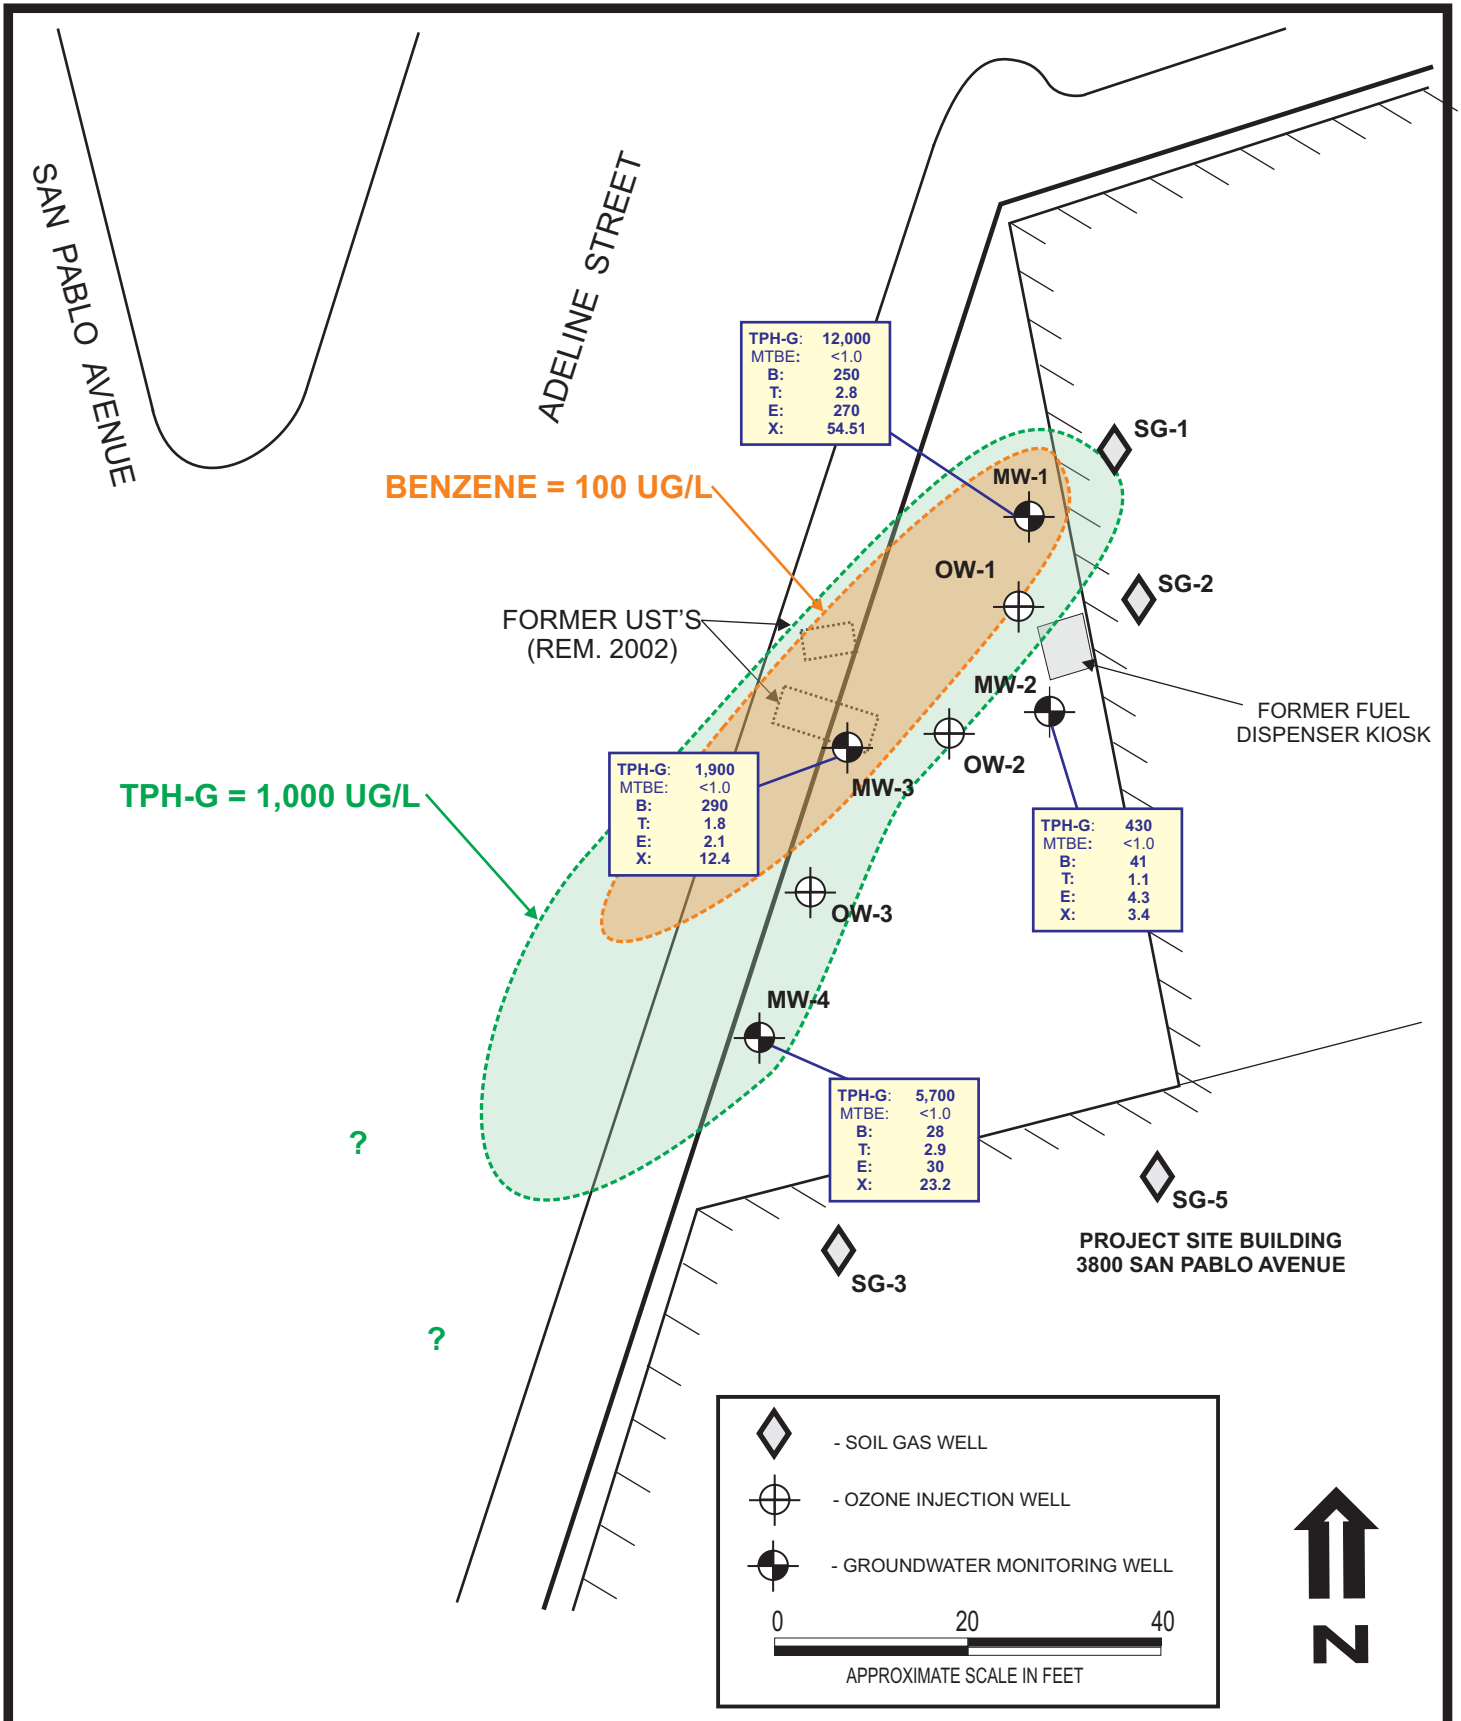 SAN PABLO AVENUE
ADELINE STREET
TPH-G: 12,000
MTBE: <1.0
B: 250
T: 2.8
E: 270
X: 54.51
SG-1
BENZENE = 100 UG/L
MW-1
OW-1
SG-2
FORMER UST'S
(REM. 2002)
MW-2
FORMER FUEL
DISPENSER KIOSK
OW-2
TPH-G: 1,900
MTBE: <1.0
B: 290
T: 1.8
E: 2.1
X: 12.4
MW-3
TPH-G = 1,000 UG/L
TPH-G: 430
MTBE: <1.0
B: 41
T: 1.1
E: 4.3
X: 3.4
OW-3
MW-4
TPH-G: 5,700
MTBE: <1.0
B: 28
T: 2.9
E: 30
X: 23.2
?
SG-5
PROJECT SITE BUILDING
3800 SAN PABLO AVENUE
SG-3
?
- SOIL GAS WELL
- OZONE INJECTION WELL
- GROUNDWATER MONITORING WELL
0 20 40
APPROXIMATE SCALE IN FEET
N